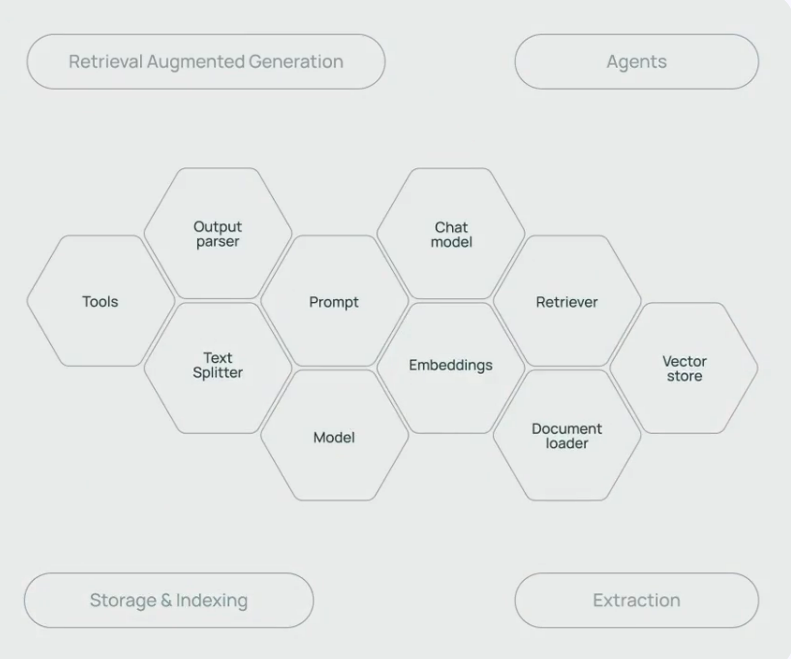 Retrieval Augmented Generation
Agents
Output
parser
Chat
model
Tools
Prompt
Retriever
Text
Splitter
Embeddings
Vector
store
Model
Document
loader
Storage & Indexing
Extraction